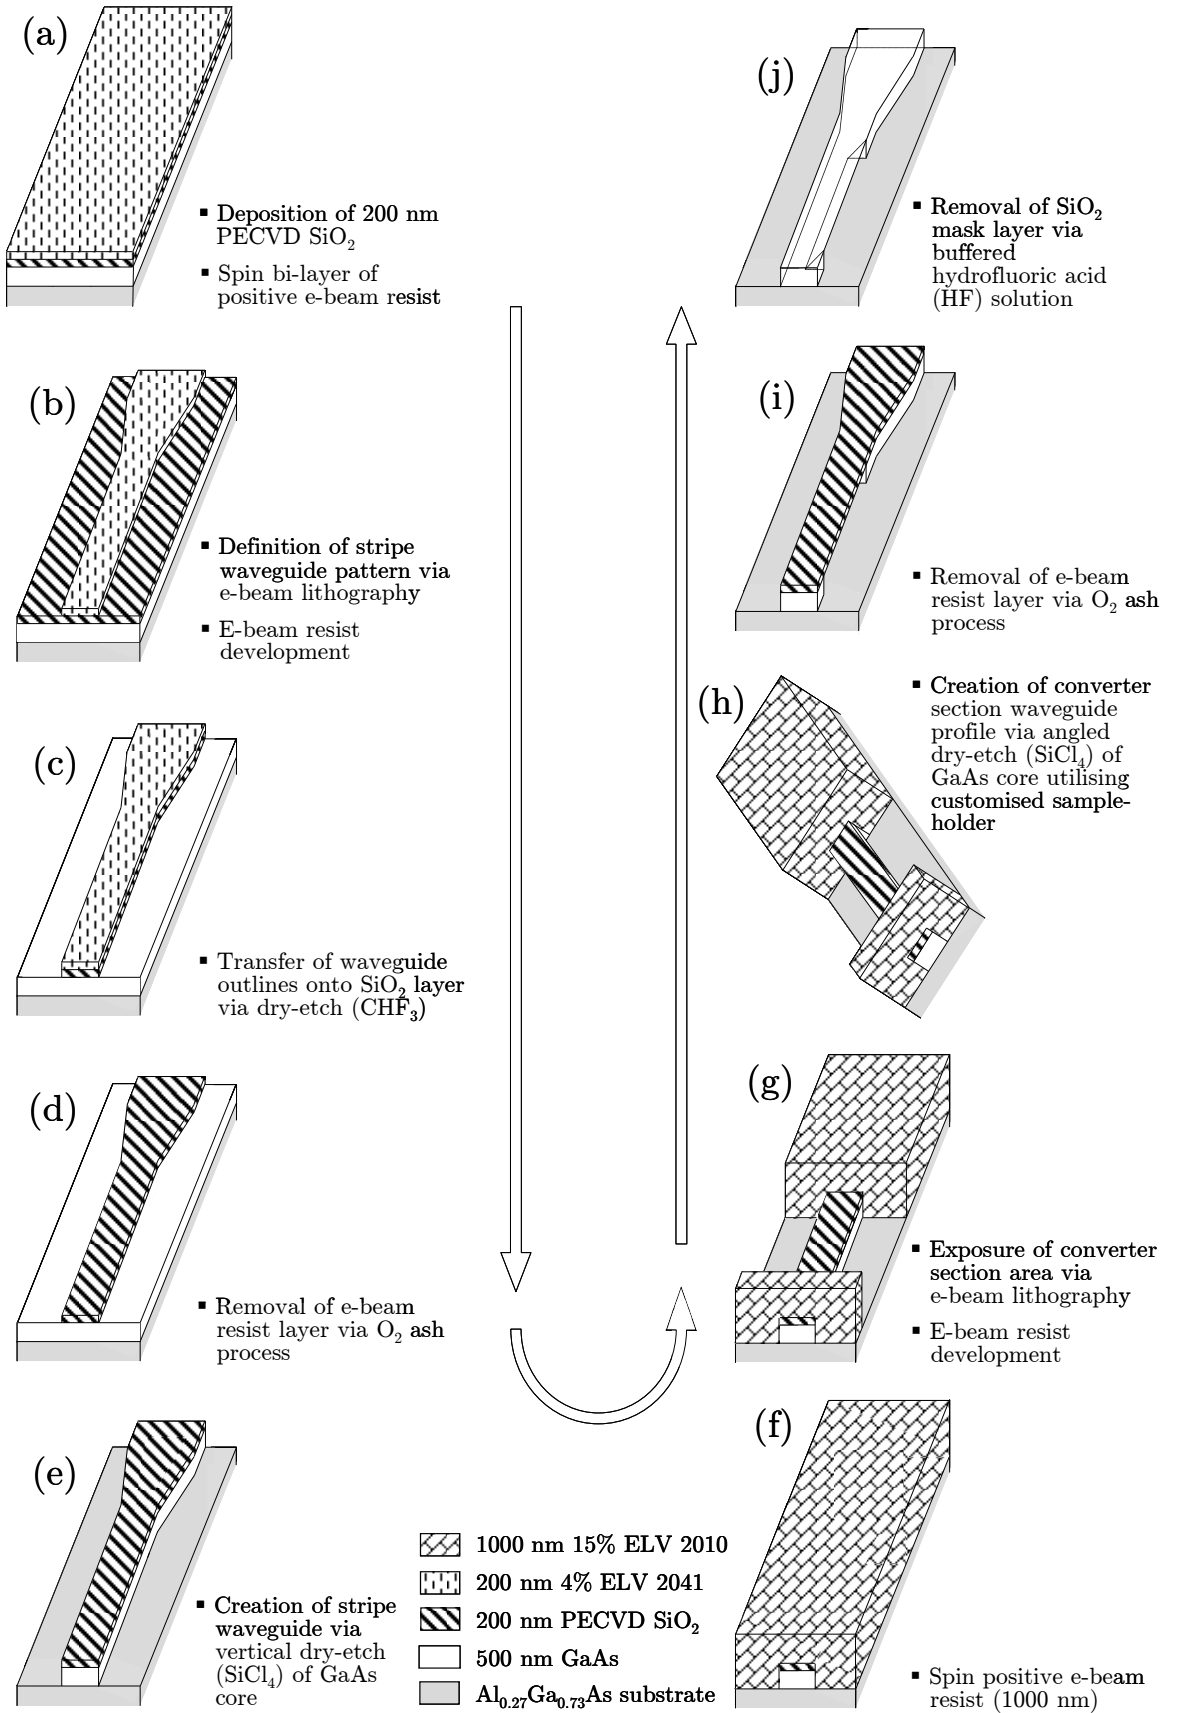 (a)
▪ Deposition of 200 nm
PECVD SiO₂
▪ Spin bi-layer of
positive e-beam resist
(b)
▪ Definition of stripe
waveguide pattern via
e-beam lithography
▪ E-beam resist
development
(c)
▪ Transfer of waveguide
outlines onto SiO₂ layer
via dry-etch (CHF₃)
(d)
▪ Removal of e-beam
resist layer via O₂ ash
process
(e)
▪ Creation of stripe
waveguide via
vertical dry-etch
(SiCl₄) of GaAs
core
1000 nm 15% ELV 2010
200 nm 4% ELV 2041
200 nm PECVD SiO₂
500 nm GaAs
Al₀.₂₇Ga₀.₇₃As substrate
(f)
▪ Spin positive e-beam
resist (1000 nm)
(g)
▪ Exposure of converter
section area via
e-beam lithography
▪ E-beam resist
development
(h)
▪ Creation of converter
section waveguide
profile via angled
dry-etch (SiCl₄) of
GaAs core utilising
customised sample-
holder
(i)
▪ Removal of e-beam
resist layer via O₂ ash
process
(j)
▪ Removal of SiO₂
mask layer via
buffered
hydrofluoric acid
(HF) solution